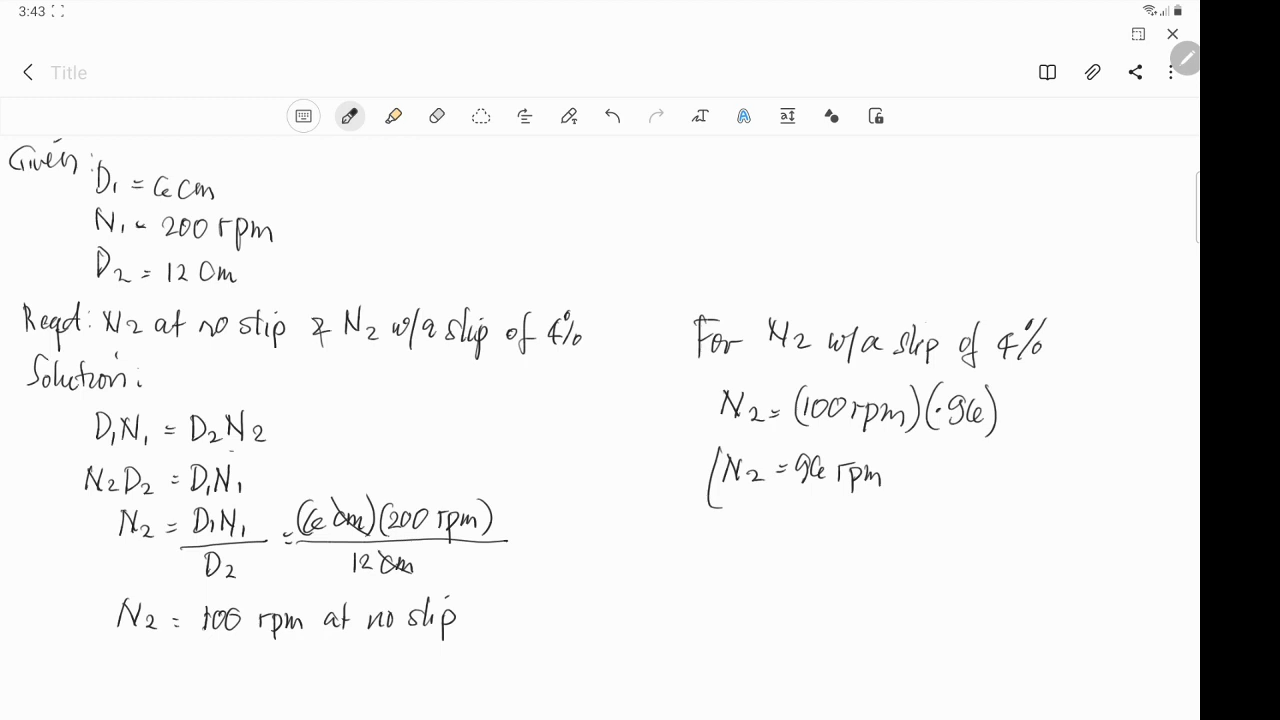 3:43
Title
Given:
D₁ = 6 cm
N₁ = 200 rpm
D₂ = 12 cm
Reqd: N₂ at no slip & N₂ w/a slip of 4%
Solution:
D₁N₁ = D₂N₂
N₂D₂ = D₁N₁
N₂ = D₁N₁ / D₂ = (6 cm)(200 rpm) / 12 cm
N₂ = 100 rpm at no slip
For N₂ w/a slip of 4%
N₂ = (100 rpm)(.96)
N₂ = 96 rpm